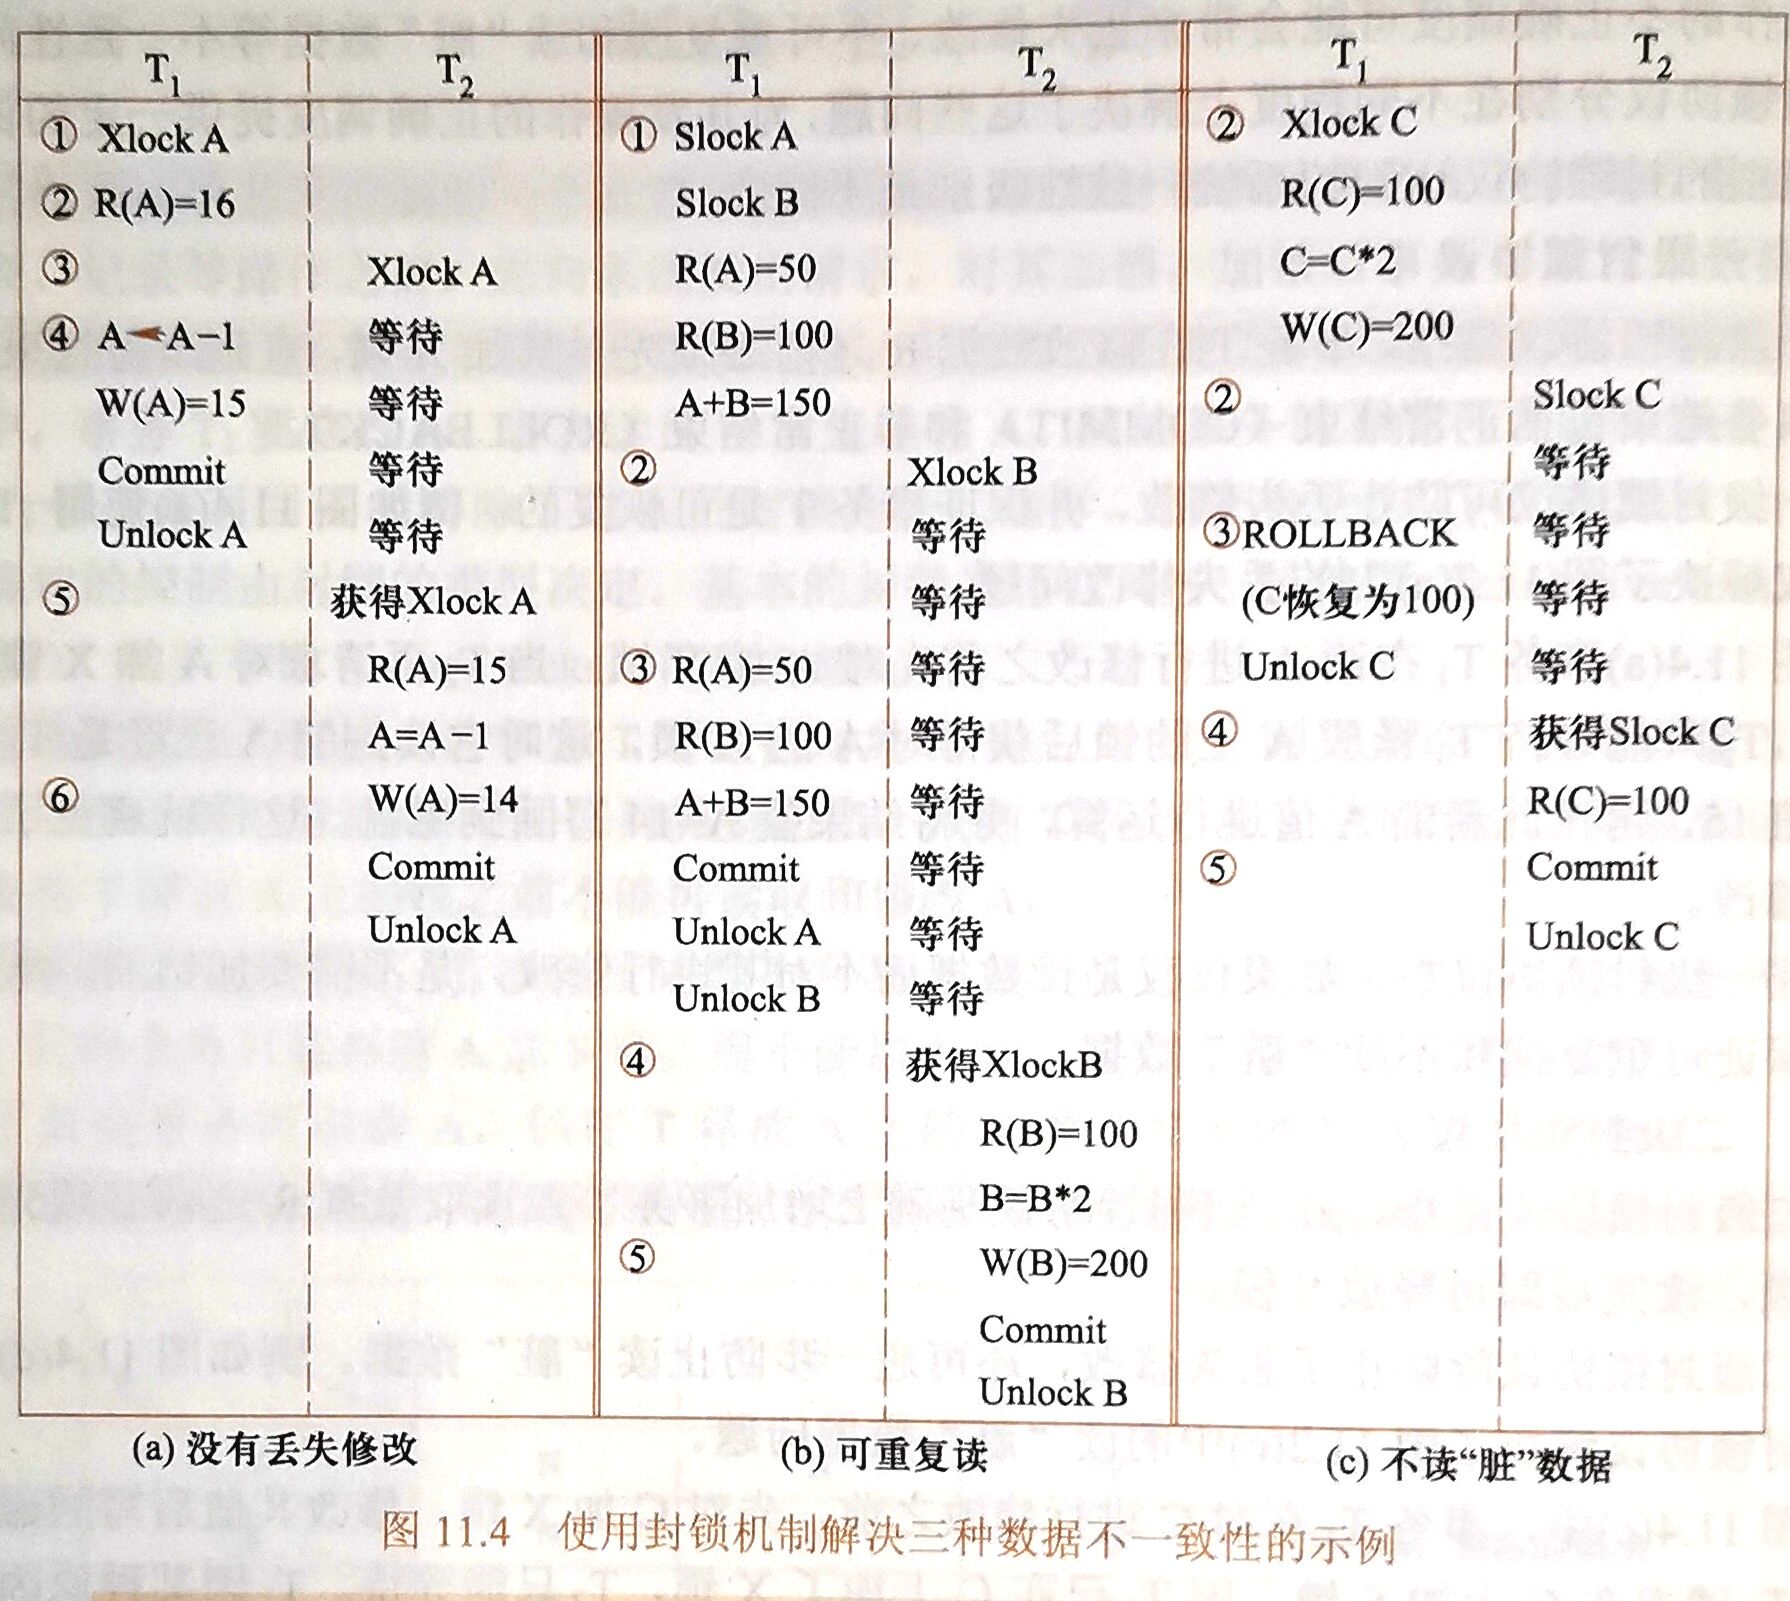 T1 T2 T1 T2 T1 T2
① Xlock A ① Slock A ② Xlock C
② R(A)=16 Slock B R(C)=100
③ Xlock A R(A)=50 C=C*2
④ A←A−1 等待 R(B)=100 W(C)=200
W(A)=15 等待 A+B=150 ② Slock C
Commit 等待 ② Xlock B 等待
Unlock A 等待 等待 ③ROLLBACK 等待
⑤ 获得Xlock A 等待 (C恢复为100) 等待
R(A)=15 ③ R(A)=50 等待 Unlock C 等待
A=A−1 R(B)=100 等待 ④ 获得Slock C
⑥ W(A)=14 A+B=150 等待 R(C)=100
Commit Commit 等待 ⑤ Commit
Unlock A Unlock A 等待 Unlock C
Unlock B 等待
④ 获得XlockB
R(B)=100
B=B*2
⑤ W(B)=200
Commit
Unlock B
(a) 没有丢失修改 (b) 可重复读 (c) 不读“脏”数据
图 11.4 使用封锁机制解决三种数据不一致性的示例